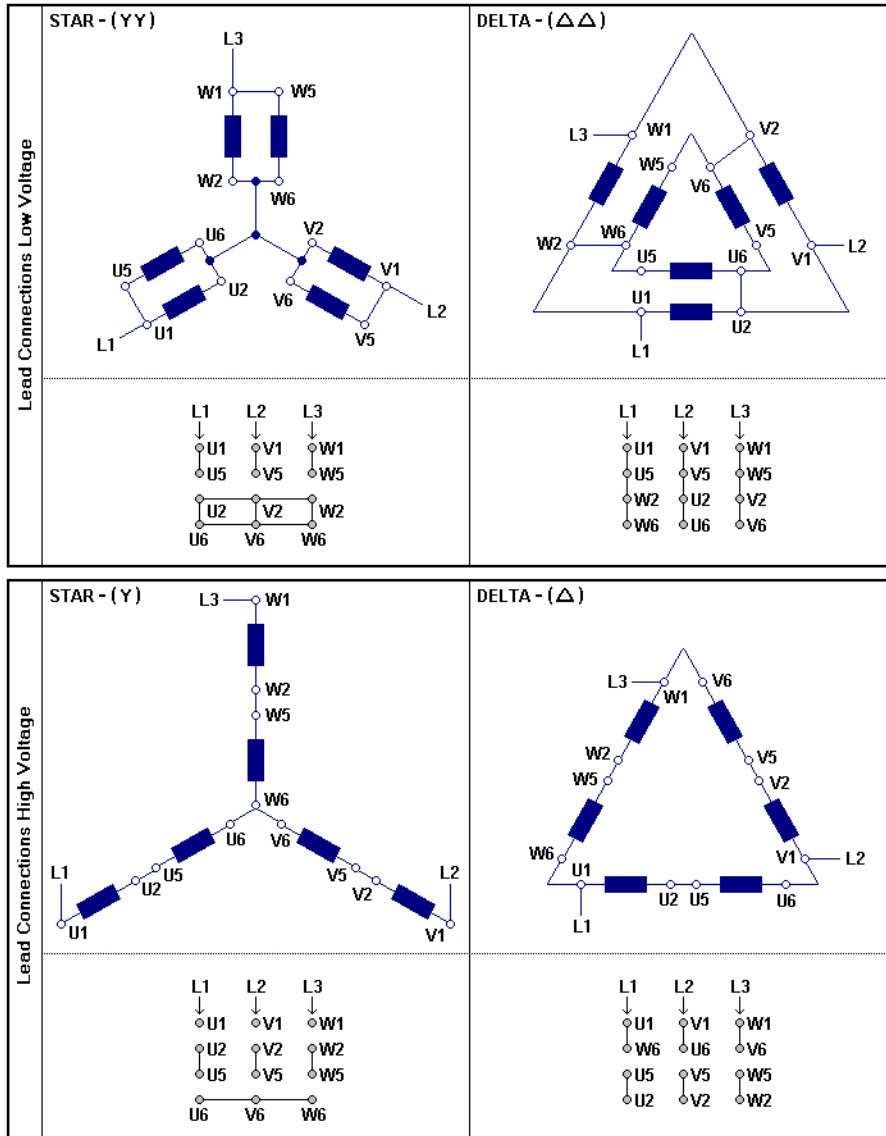 Lead Connections Low Voltage
STAR - (YY)
L3
W1 W5
W2 W6
U6 V2
U5 V1
U2 V6
L1 U1 V5 L2
DELTA - (△△)
L3 W1 V2
W5 V6
W2 W6 V5 V1 L2
U5 U6
U1 U2
L1
L1 L2 L3
U1 V1 W1
U5 V5 W5
U2 V2 W2
U6 V6 W6
L1 L2 L3
U1 V1 W1
U5 V5 W5
W2 U2 V2
W6 U6 V6
Lead Connections High Voltage
STAR - (Y)
L3 W1
W2
W5
W6
U6 V6
L1 U5 V5 L2
U2 V2
U1 V1
DELTA - (△)
L3 W1 V6
W2 V5
W5 V2
W6 U1 V1 L2
U2 U5 U6
L1
L1 L2 L3
U1 V1 W1
U2 V2 W2
U5 V5 W5
U6 V6 W6
L1 L2 L3
U1 V1 W1
W6 U6 V6
U5 V5 W5
U2 V2 W2